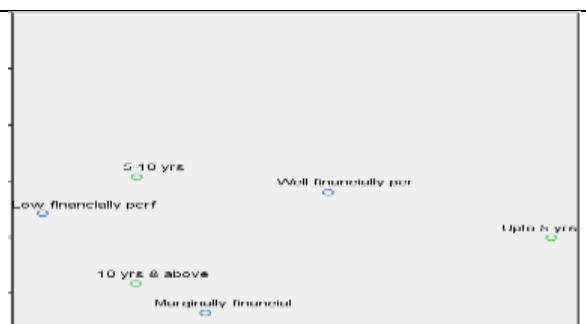 5-10 yrs
Well financially per
Low financially perf
Upto 5 yrs
10 yrs & above
Marginally financial